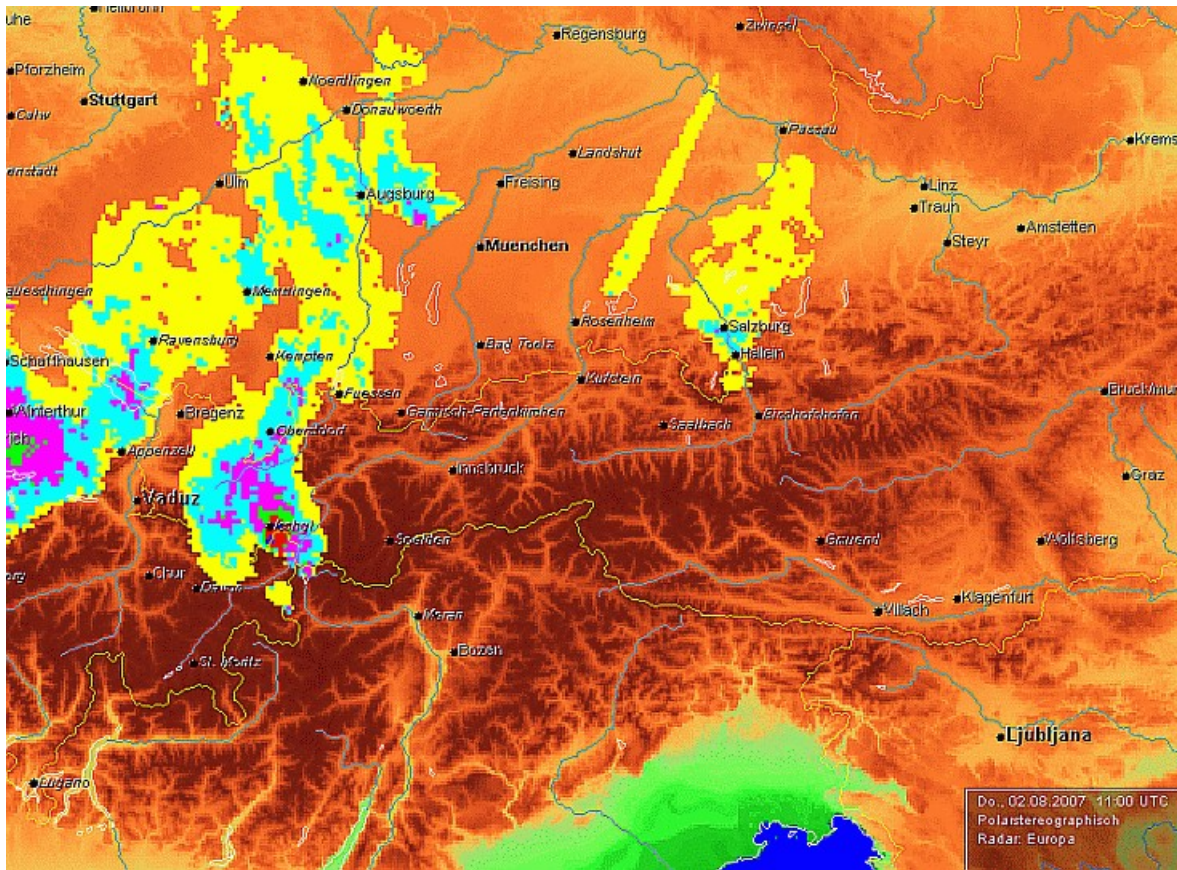 Heilbronn
Regensburg
Zwiesel
Pforzheim
Noerdlingen
Stuttgart
Donauwoerth
Calw
Passau
Krems
Landshut
Ulm
Freising
Linz
Augsburg
Traun
Amstetten
Muenchen
Steyr
Memmingen
Rosenheim
Salzburg
Ravensburg
Bad Toelz
Schaffhausen
Kempten
Hallein
Kufstein
Fuessen
Winterthur
Bregenz
Garmisch-Partenkirchen
Bischofshofen
Saalbach
Oberstdorf
Appenzell
Innsbruck
Graz
Vaduz
Ischgl
Soelden
Gmuend
Wolfsberg
Chur
Davos
Klagenfurt
Villach
Meran
Bozen
St. Moritz
Ljubljana
Lugano
Do., 02.08.2007 11:00 UTC
Polarstereographisch
Radar: Europa